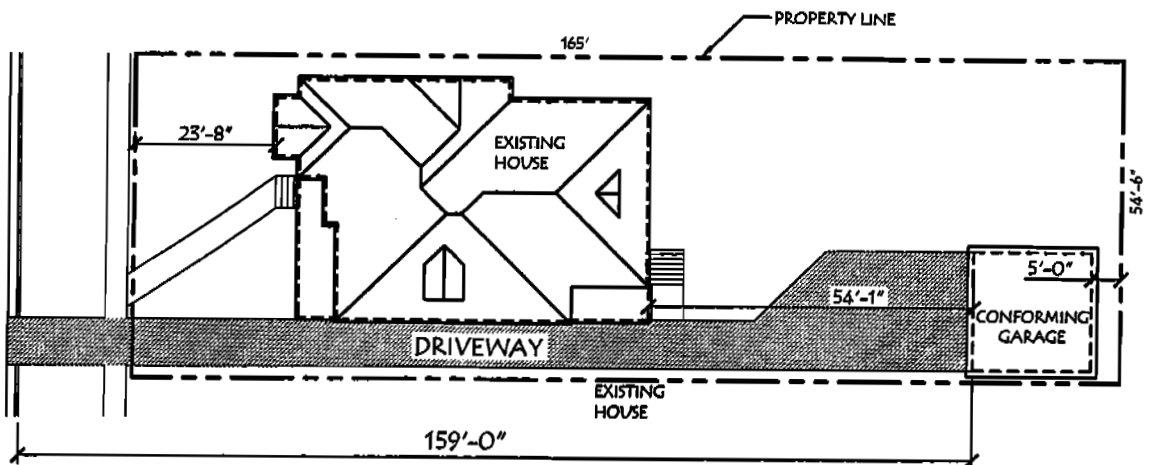 PROPERTY LINE
165'
23'-8"
EXISTING
HOUSE
54'-6"
5'-0"
54'-1"
CONFORMING
GARAGE
DRIVEWAY
EXISTING
HOUSE
159'-0"